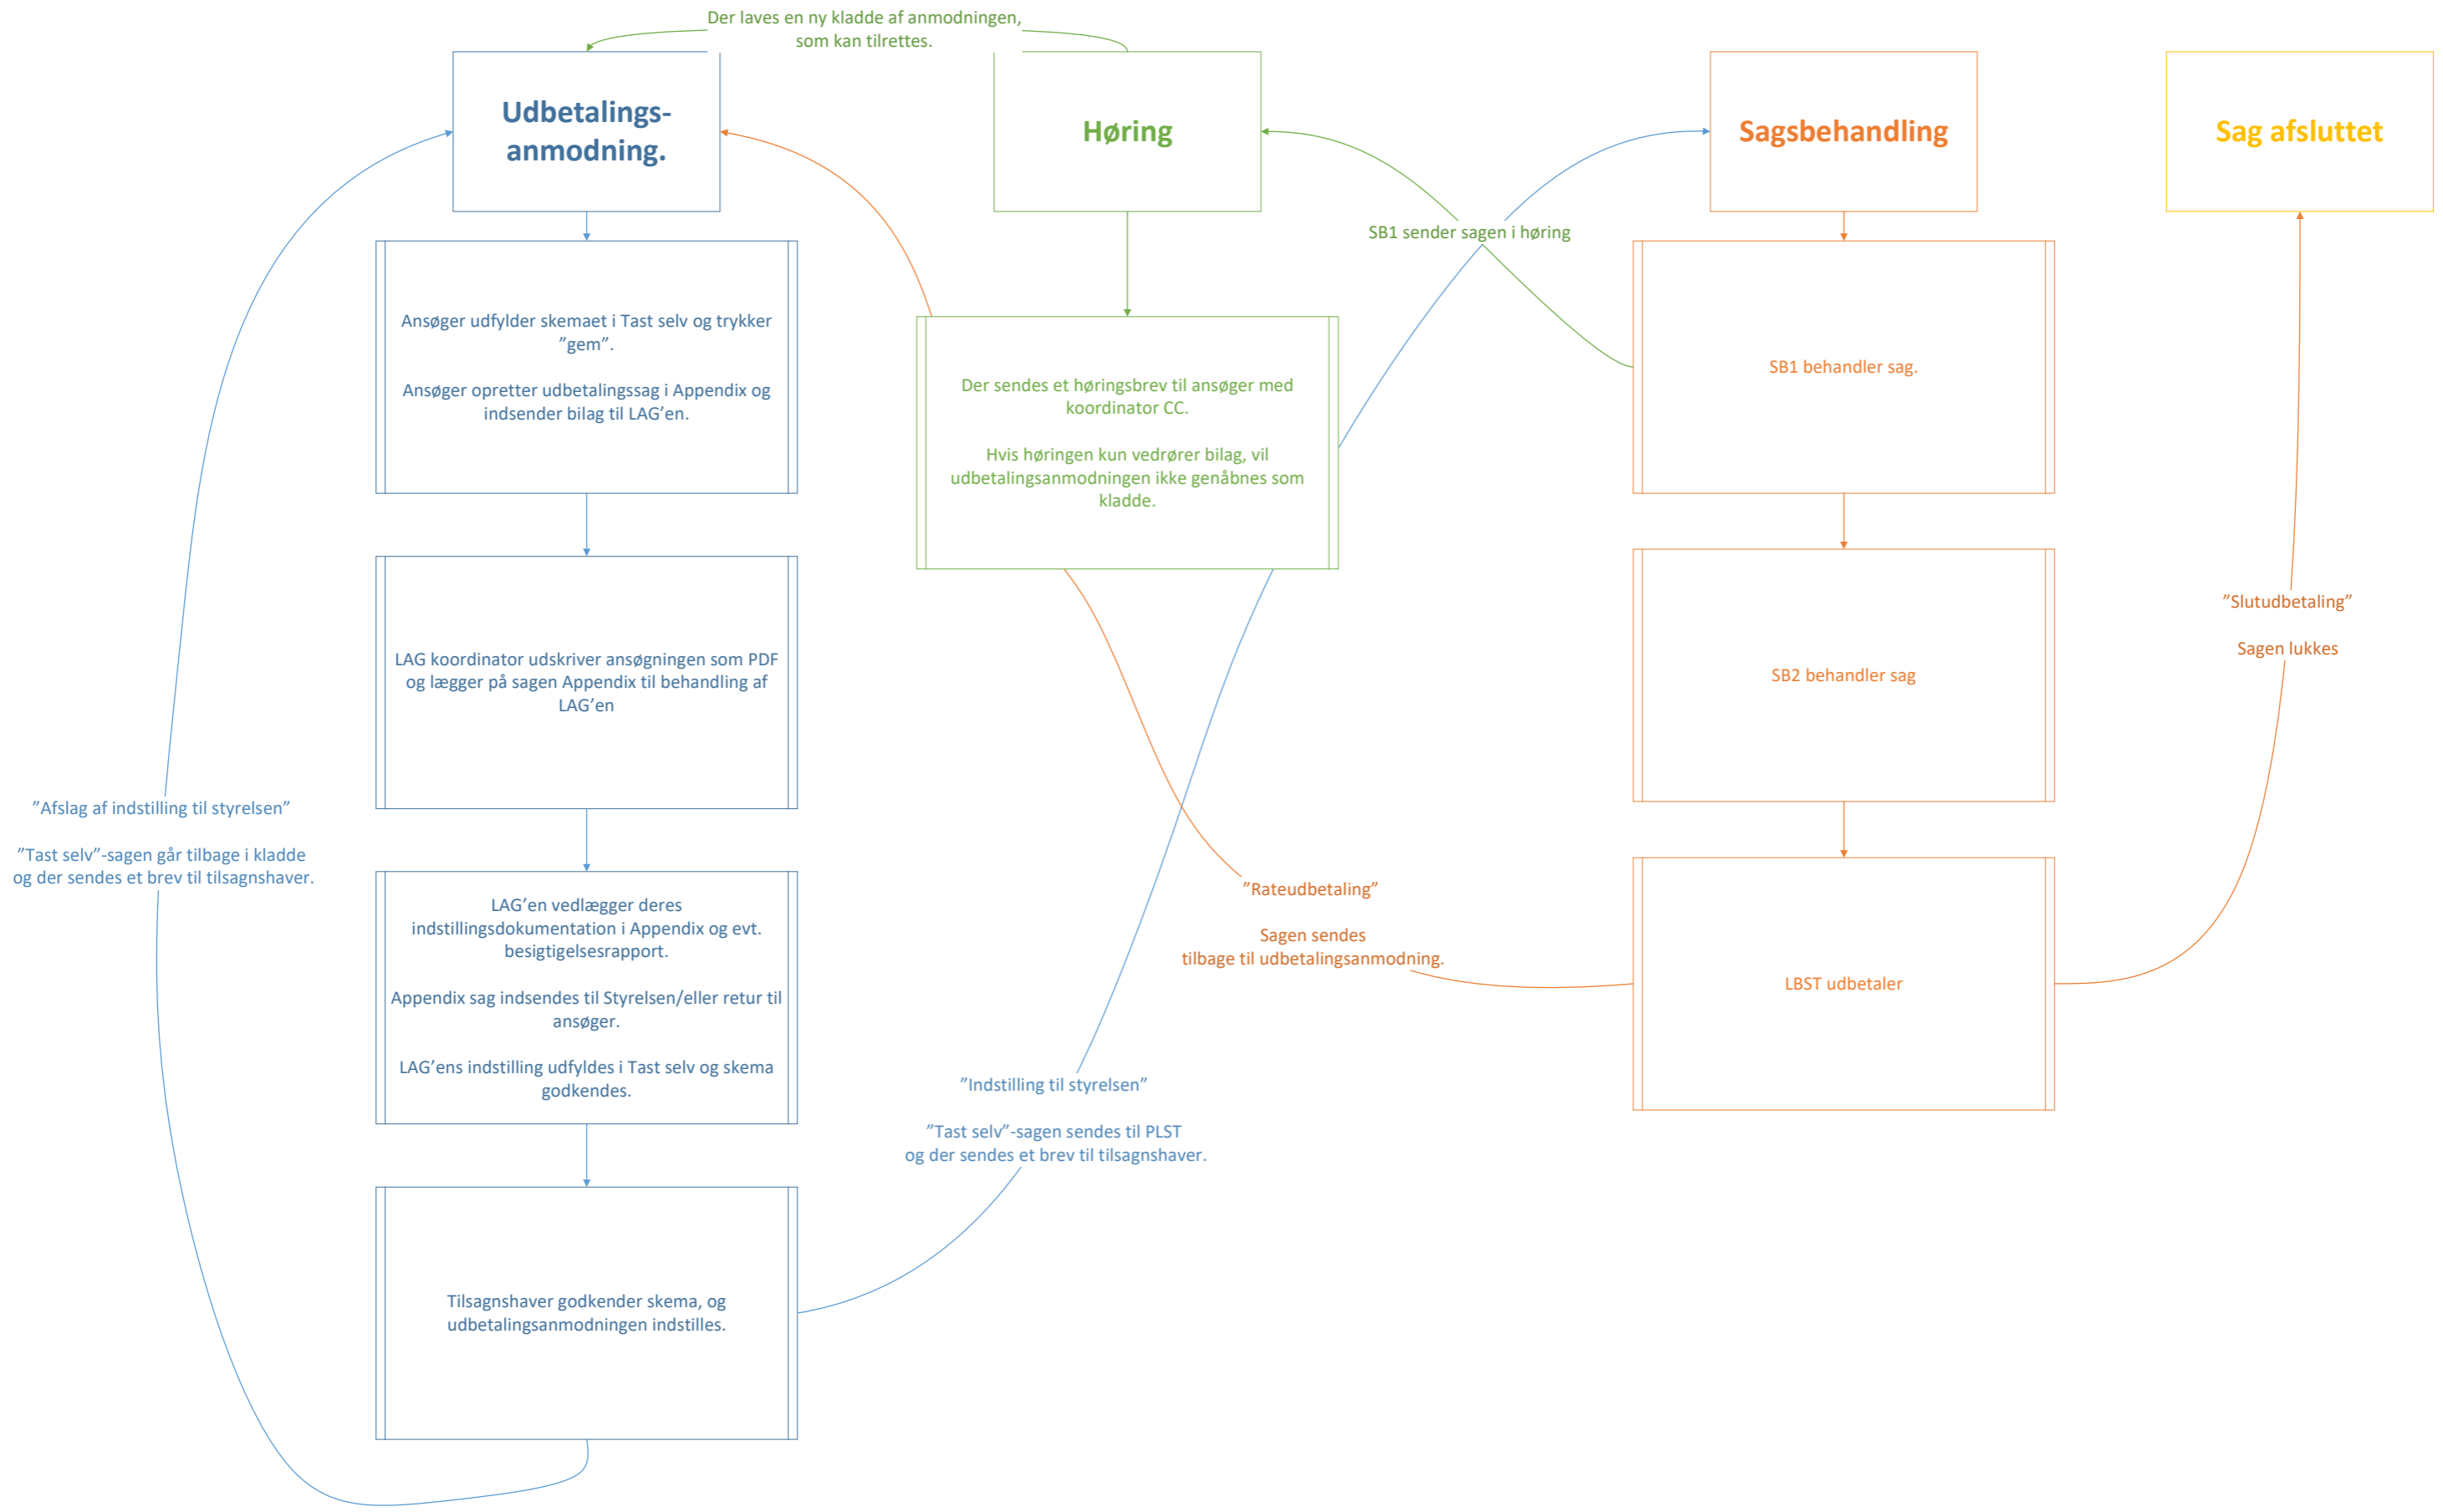 Der laves en ny kladde af anmodningen,
som kan tilrettes.
Udbetalings-
anmodning.
Høring
Sagsbehandling
Sag afsluttet
SB1 sender sagen i høring
Ansøger udfylder skemaet i Tast selv og trykker
”gem”.
Ansøger opretter udbetalingssag i Appendix og
indsender bilag til LAG’en.
Der sendes et høringsbrev til ansøger med
koordinator CC.
Hvis høringen kun vedrører bilag, vil
udbetalingsanmodningen ikke genåbnes som
kladde.
SB1 behandler sag.
LAG koordinator udskriver ansøgningen som PDF
og lægger på sagen Appendix til behandling af
LAG’en
SB2 behandler sag
”Slutudbetaling”
Sagen lukkes
”Afslag af indstilling til styrelsen”
”Tast selv”-sagen går tilbage i kladde
og der sendes et brev til tilsagnshaver.
LAG’en vedlægger deres
indstillingsdokumentation i Appendix og evt.
besigtigelsesrapport.
Appendix sag indsendes til Styrelsen/eller retur til
ansøger.
LAG’ens indstilling udfyldes i Tast selv og skema
godkendes.
”Rateudbetaling”
Sagen sendes
tilbage til udbetalingsanmodning.
LBST udbetaler
”Indstilling til styrelsen”
”Tast selv”-sagen sendes til PLST
og der sendes et brev til tilsagnshaver.
Tilsagnshaver godkender skema, og
udbetalingsanmodningen indstilles.